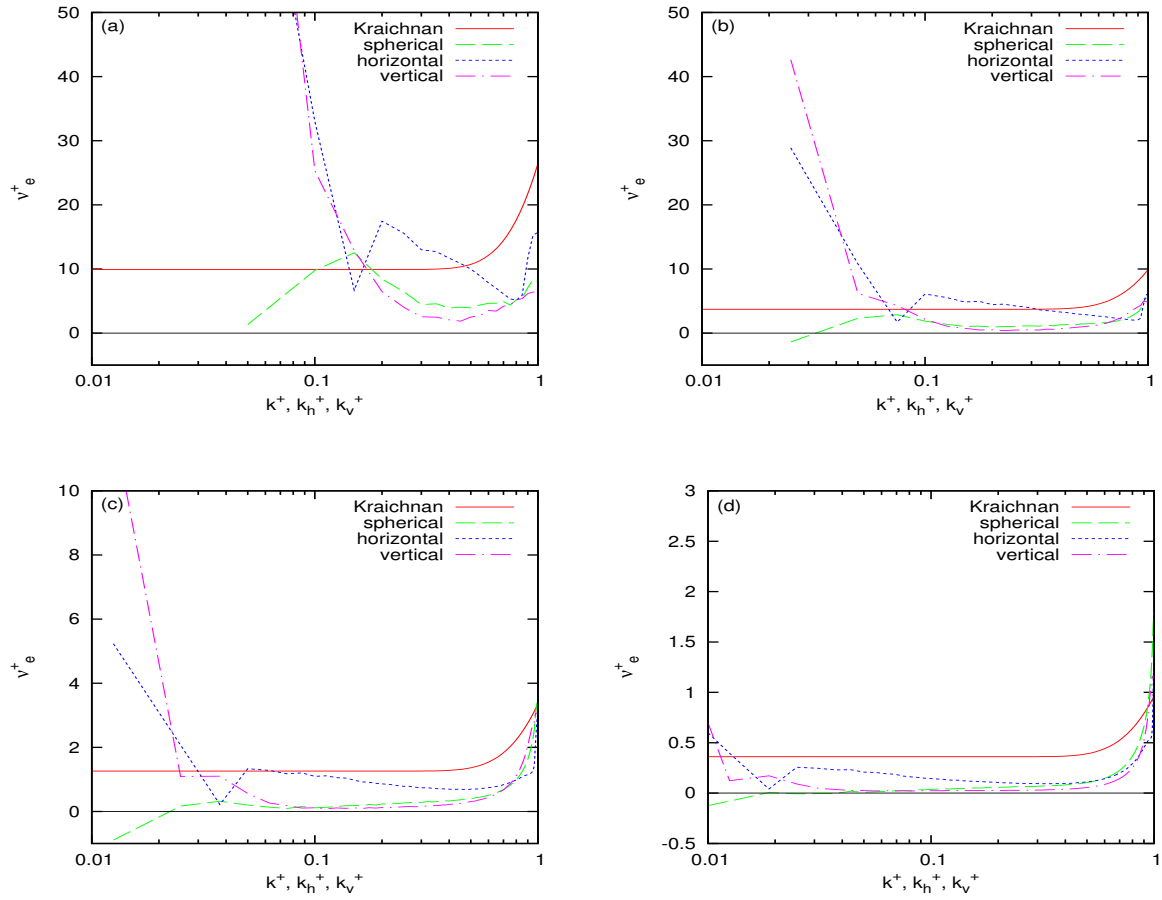 (a)
Kraichnan
spherical
horizontal
vertical
50
40
30
20
10
0
ν+e
0.01
0.1
1
k+, kh+, kv+
(b)
Kraichnan
spherical
horizontal
vertical
50
40
30
20
10
0
ν+e
0.01
0.1
1
k+, kh+, kv+
(c)
Kraichnan
spherical
horizontal
vertical
10
8
6
4
2
0
ν+e
0.01
0.1
1
k+, kh+, kv+
(d)
Kraichnan
spherical
horizontal
vertical
3
2.5
2
1.5
1
0.5
0
-0.5
ν+e
0.01
0.1
1
k+, kh+, kv+